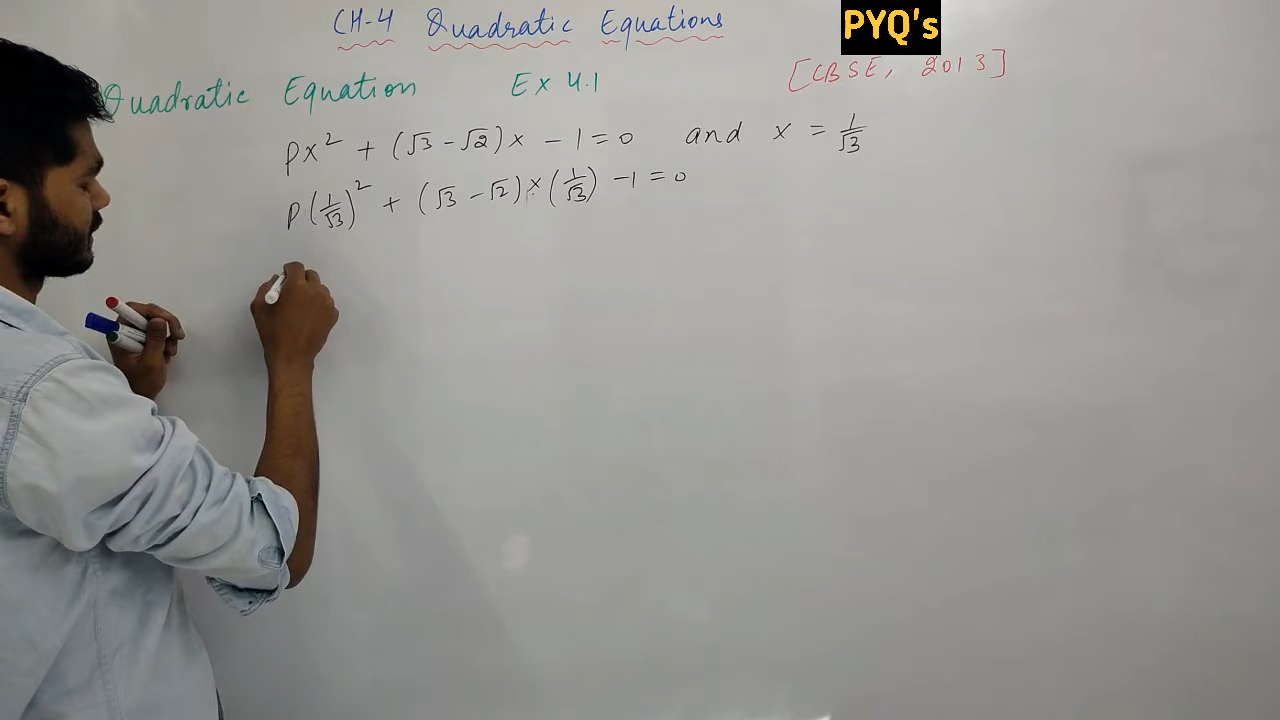 CH-4 Quadratic Equations
PYQ's
[CBSE, 2013]
Quadratic Equation Ex 4.1
px² + (√3 - √2)x - 1 = 0 and x = 1/√3
p(1/√3)² + (√3 - √2)×(1/√3) - 1 = 0